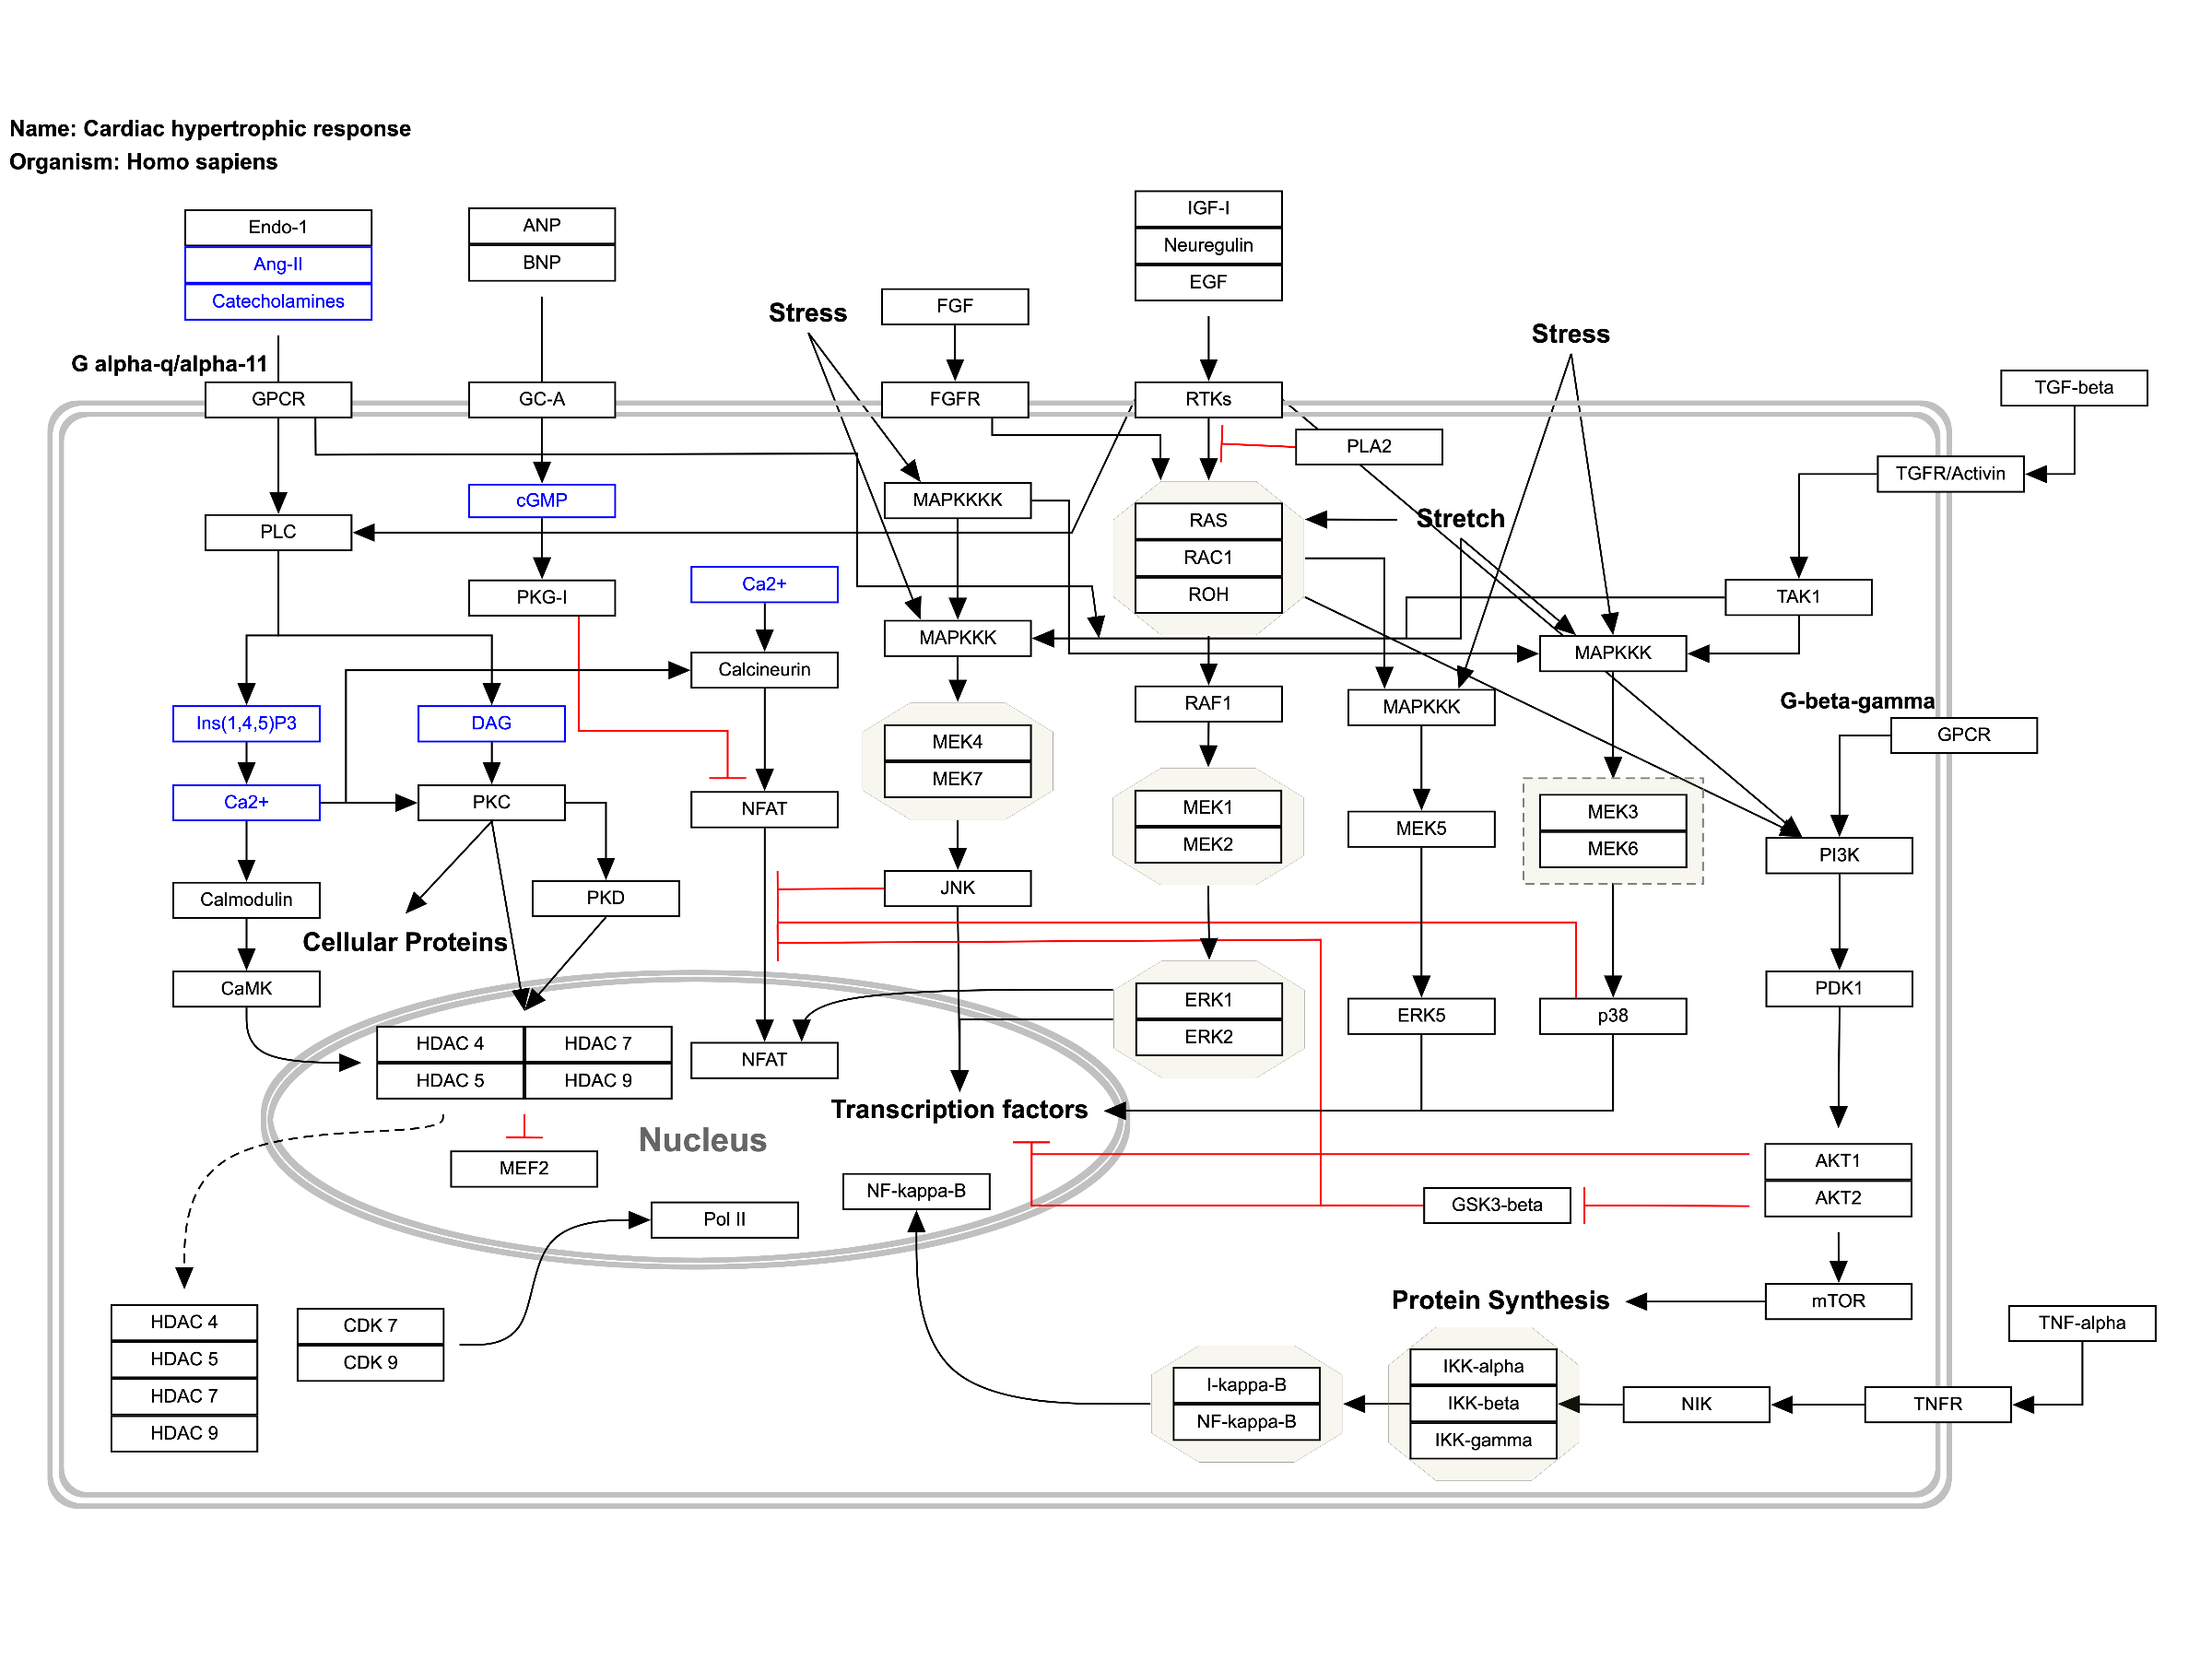 Name: Cardiac hypertrophic response
Organism: Homo sapiens
Endo-1
Ang-II
Catecholamines
ANP
BNP
IGF-I
Neuregulin
EGF
Stress
FGF
Stress
G alpha-q/alpha-11
GPCR
GC-A
FGFR
RTKs
TGF-beta
PLA2
TGFR/Activin
cGMP
MAPKKKK
PLC
RAS
RAC1
ROH
Stretch
PKG-I
Ca2+
TAK1
MAPKKK
MAPKKK
Calcineurin
RAF1
MAPKKK
G-beta-gamma
GPCR
Ins(1,4,5)P3
DAG
MEK4
MEK7
Ca2+
PKC
NFAT
MEK1
MEK2
MEK5
MEK3
MEK6
PI3K
Calmodulin
PKD
JNK
Cellular Proteins
CaMK
ERK1
ERK2
ERK5
p38
PDK1
HDAC 4
HDAC 7
HDAC 5
HDAC 9
NFAT
Transcription factors
Nucleus
MEF2
NF-kappa-B
Pol II
GSK3-beta
AKT1
AKT2
Protein Synthesis
mTOR
TNF-alpha
HDAC 4
HDAC 5
HDAC 7
HDAC 9
CDK 7
CDK 9
I-kappa-B
NF-kappa-B
IKK-alpha
IKK-beta
IKK-gamma
NIK
TNFR